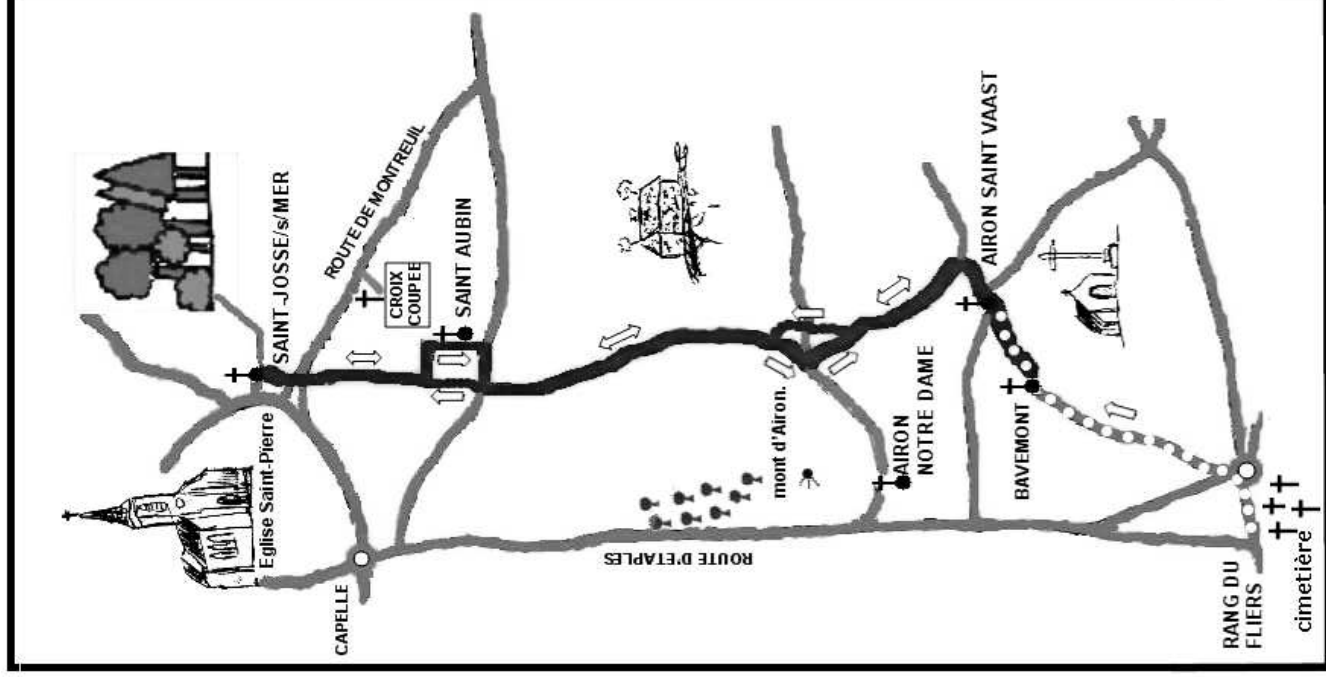 SAINT-JOSSE/s/MER
Eglise Saint-Pierre
ROUTE DE MONTREUIL
CROIX
COUPEE
SAINT AUBIN
CAPELLE
ROUTE D'ETAPLES
mont d'Airon.
AIRON
NOTRE DAME
AIRON SAINT VAAST
BAVEMONT
RANG DU
FLIERS
cimetière